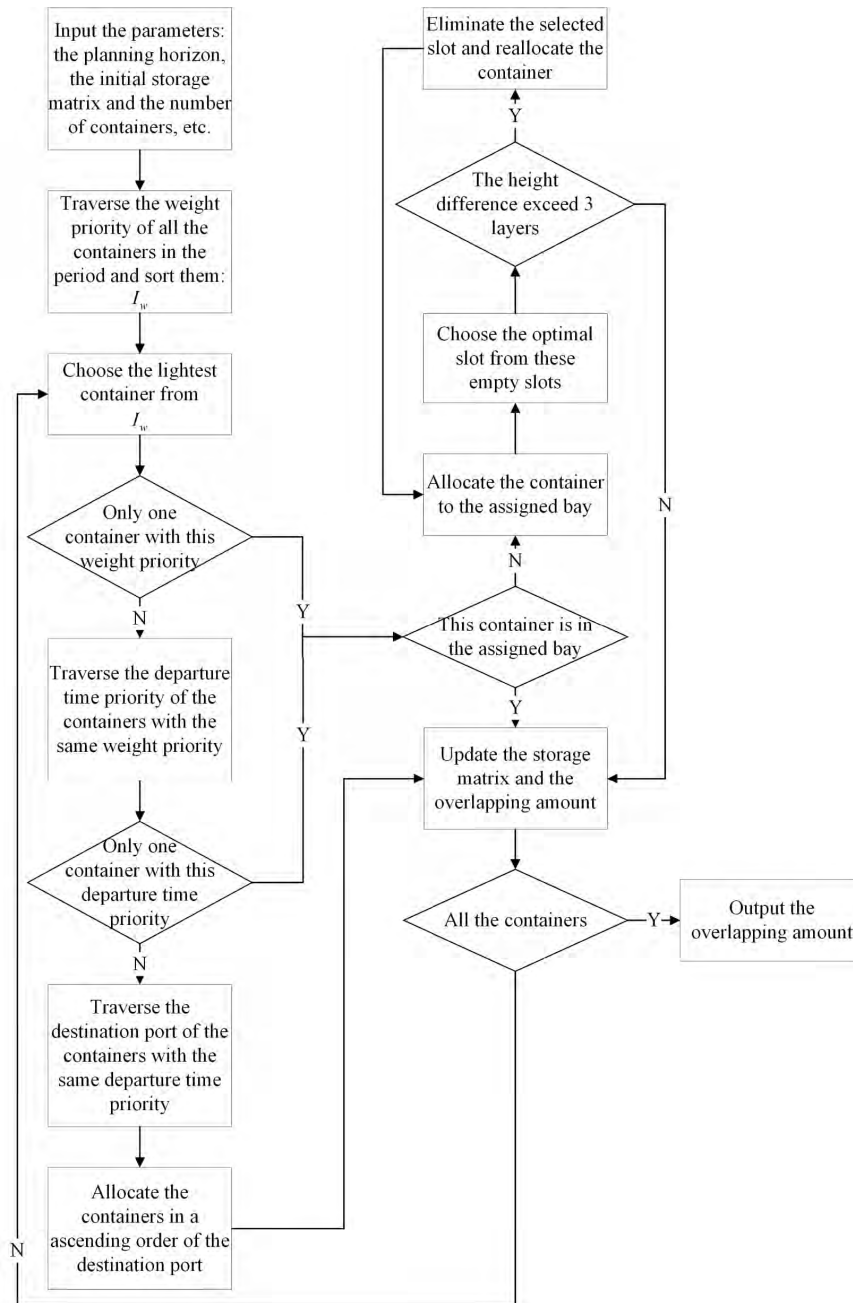 Input the parameters:
the planning horizon,
the initial storage
matrix and the number
of containers, etc.
Traverse the weight
priority of all the
containers in the
period and sort them:
I_w
Choose the lightest
container from
I_w
Only one
container with this
weight priority
N
Y
Traverse the departure
time priority of the
containers with the
same weight priority
Y
Only one
container with this
departure time
priority
N
Traverse the
destination port of the
containers with the
same departure time
priority
Allocate the
containers in a
ascending order of the
destination port
N
Eliminate the selected
slot and reallocate the
container
Y
The height
difference exceed 3
layers
Choose the optimal
slot from these
empty slots
N
Allocate the container
to the assigned bay
N
This container is in
the assigned bay
Y
Update the storage
matrix and the
overlapping amount
All the containers
Y
Output the
overlapping amount